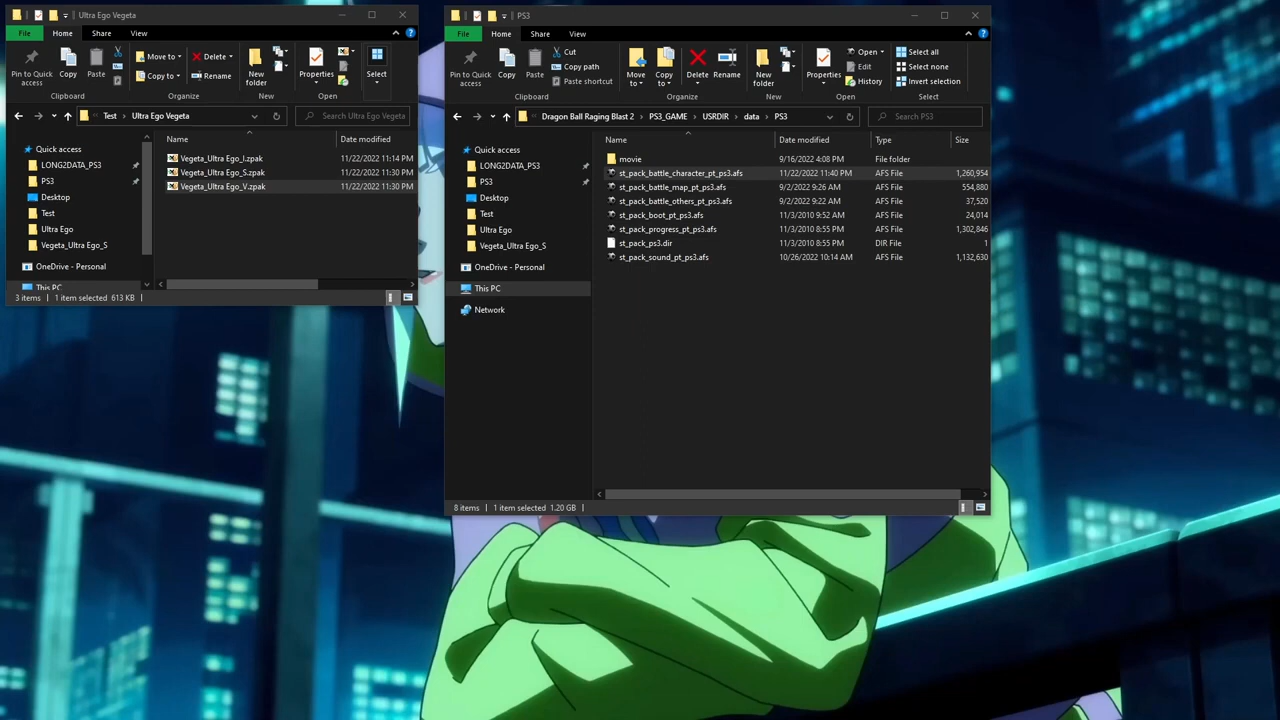 Ultra Ego Vegeta
File Home Share View
Pin to Quick access
Copy
Paste
Move to
Copy to
Delete
Rename
New folder
Properties
Select
Clipboard Organize New Open
Test Ultra Ego Vegeta
Search Ultra Ego Vegeta
Name Date modified
Quick access
LONG2DATA_PS3
PS3
Desktop
Test
Ultra Ego
Vegeta_Ultra Ego_S
OneDrive - Personal
This PC
Vegeta_Ultra Ego_I.zpak 11/22/2022 11:14 PM
Vegeta_Ultra Ego_S.zpak 11/22/2022 11:30 PM
Vegeta_Ultra Ego_V.zpak 11/22/2022 11:30 PM
3 items 1 item selected 613 KB
PS3
File Home Share View
Pin to Quick access
Copy
Paste
Cut
Copy path
Paste shortcut
Move to
Copy to
Delete
Rename
New folder
Properties
Open
Edit
History
Select all
Select none
Invert selection
Clipboard Organize New Open Select
Dragon Ball Raging Blast 2 PS3_GAME USRDIR data PS3
Search PS3
Name Date modified Type Size
Quick access
LONG2DATA_PS3
PS3
Desktop
Test
Ultra Ego
Vegeta_Ultra Ego_S
OneDrive - Personal
This PC
Network
movie 9/16/2022 4:08 PM File folder
st_pack_battle_character_pt_ps3.afs 11/22/2022 11:40 PM AFS File 1,260,954
st_pack_battle_map_pt_ps3.afs 9/2/2022 9:26 AM AFS File 554,880
st_pack_battle_others_pt_ps3.afs 9/2/2022 9:22 AM AFS File 37,520
st_pack_boot_pt_ps3.afs 11/3/2010 9:52 AM AFS File 24,014
st_pack_progress_pt_ps3.afs 11/3/2010 8:55 PM AFS File 1,302,846
st_pack_ps3.dir 11/3/2010 8:55 PM DIR File 1
st_pack_sound_pt_ps3.afs 10/26/2022 10:14 AM AFS File 1,132,630
8 items 1 item selected 1.20 GB